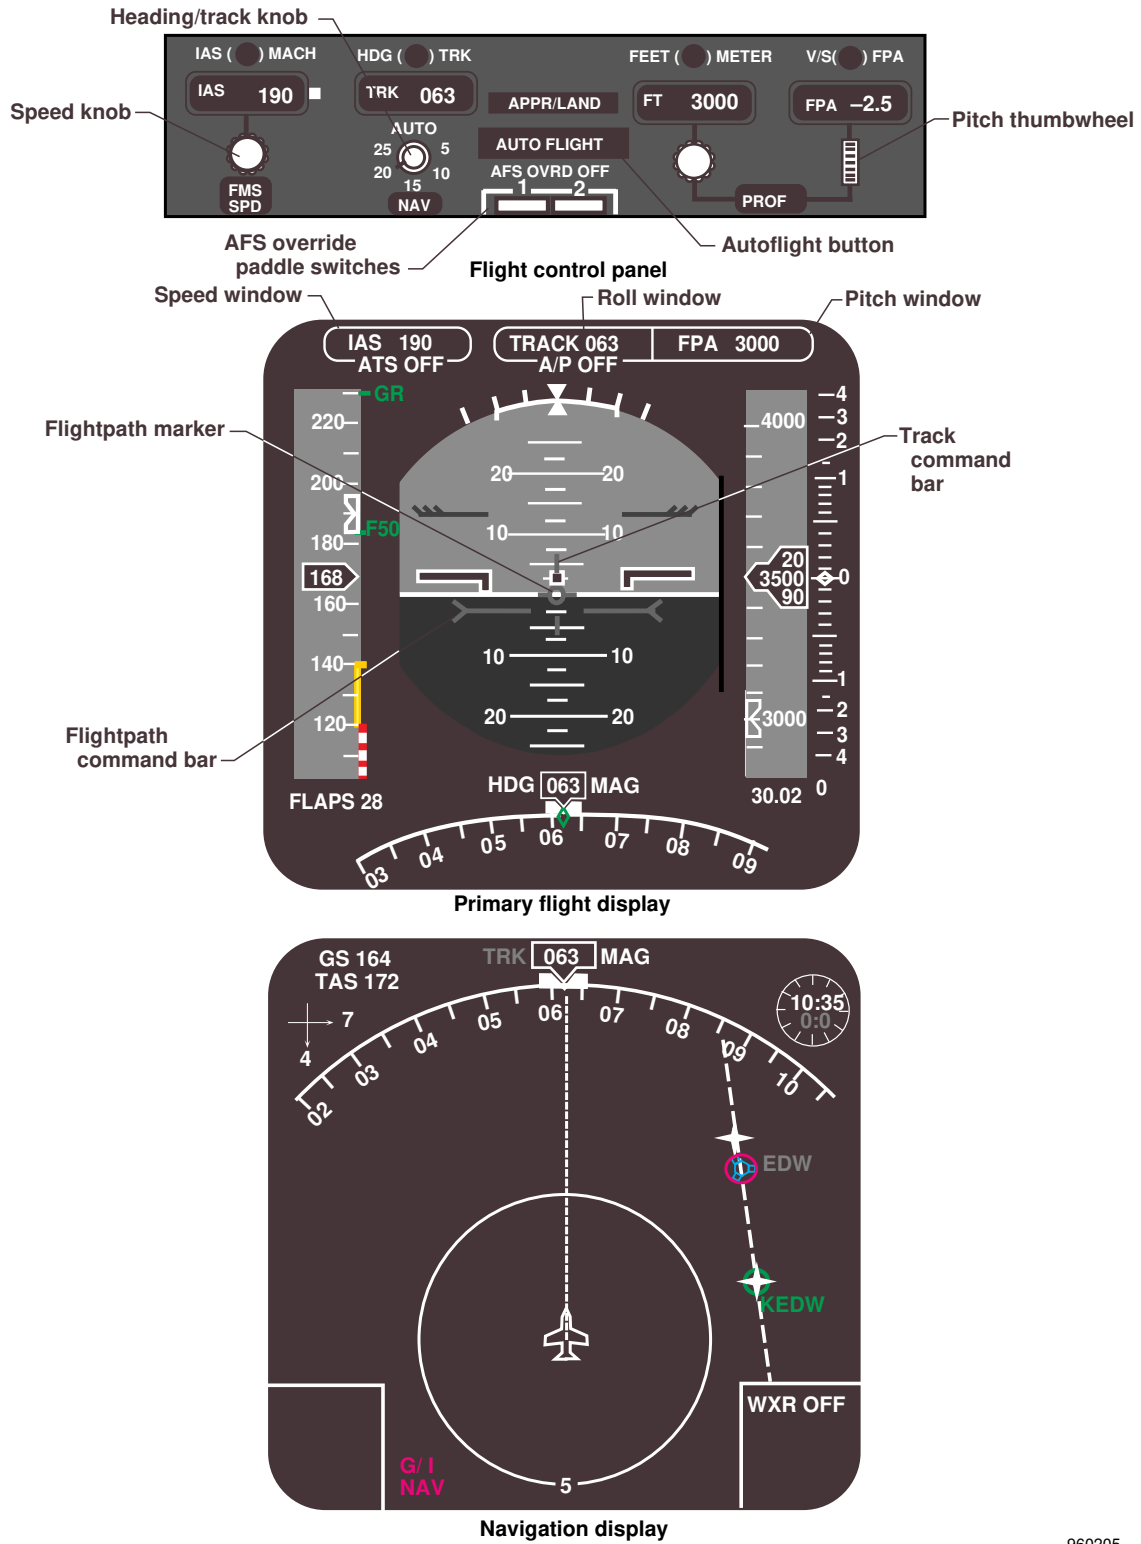 Heading/track knob
IAS ( ) MACH
HDG ( ) TRK
FEET ( ) METER
V/S( ) FPA
IAS 190
TRK 063
APPR/LAND
FT 3000
FPA –2.5
Speed knob
Pitch thumbwheel
AUTO
25 5
20 10
15
AUTO FLIGHT
AFS OVRD OFF
1 2
FMS
SPD
NAV
PROF
AFS override
paddle switches
Autoflight button
Flight control panel
Speed window
Roll window
Pitch window
IAS 190
ATS OFF
TRACK 063
A/P OFF
FPA 3000
GR
220
200
F50
180
168
160
140
120
FLAPS 28
Flightpath marker
Track
command
bar
20 20
10 10
10 10
20 20
4000
20
3500
90
3000
30.02
4
3
2
1
0
1
2
3
4
0
Flightpath
command bar
HDG 063 MAG
03 04 05 06 07 08 09
Primary flight display
GS 164
TAS 172
TRK 063 MAG
7
4
10:35
0:0
02 03 04 05 06 07 08 09 10
EDW
KEDW
WXR OFF
G/ I
NAV
5
Navigation display